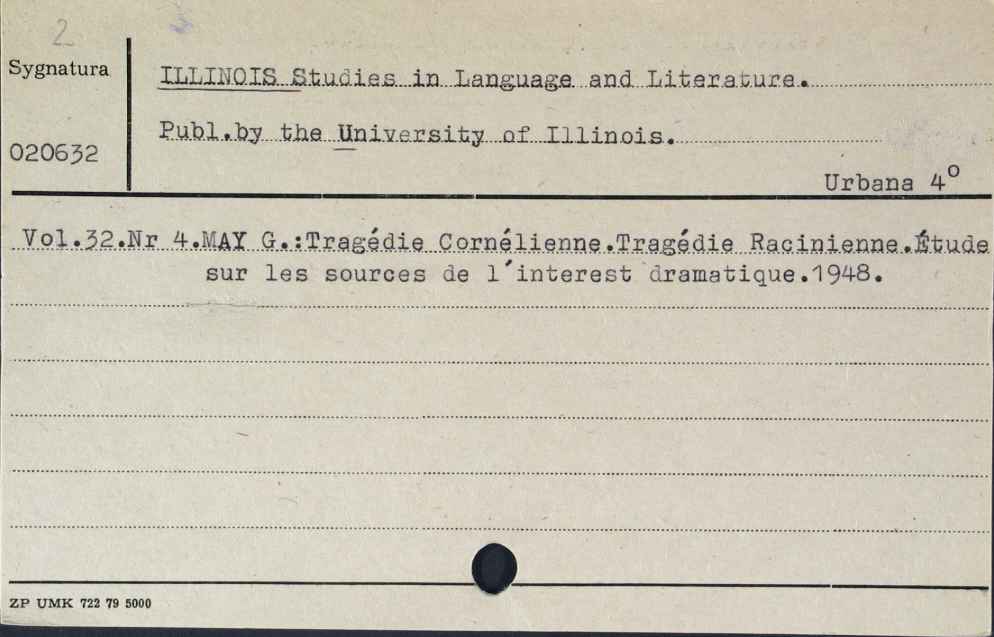 2
Sygnatura
ILLINOIS Studies in Language and Literature.
Publ.by the University of Illinois.
020632
Urbana 4º
Vol.32.Nr 4.MAY G.:Tragédie Cornélienne.Tragédie Racinienne.Étude
sur les sources de l'interest dramatique.1948.
ZP UMK 722 79 5000